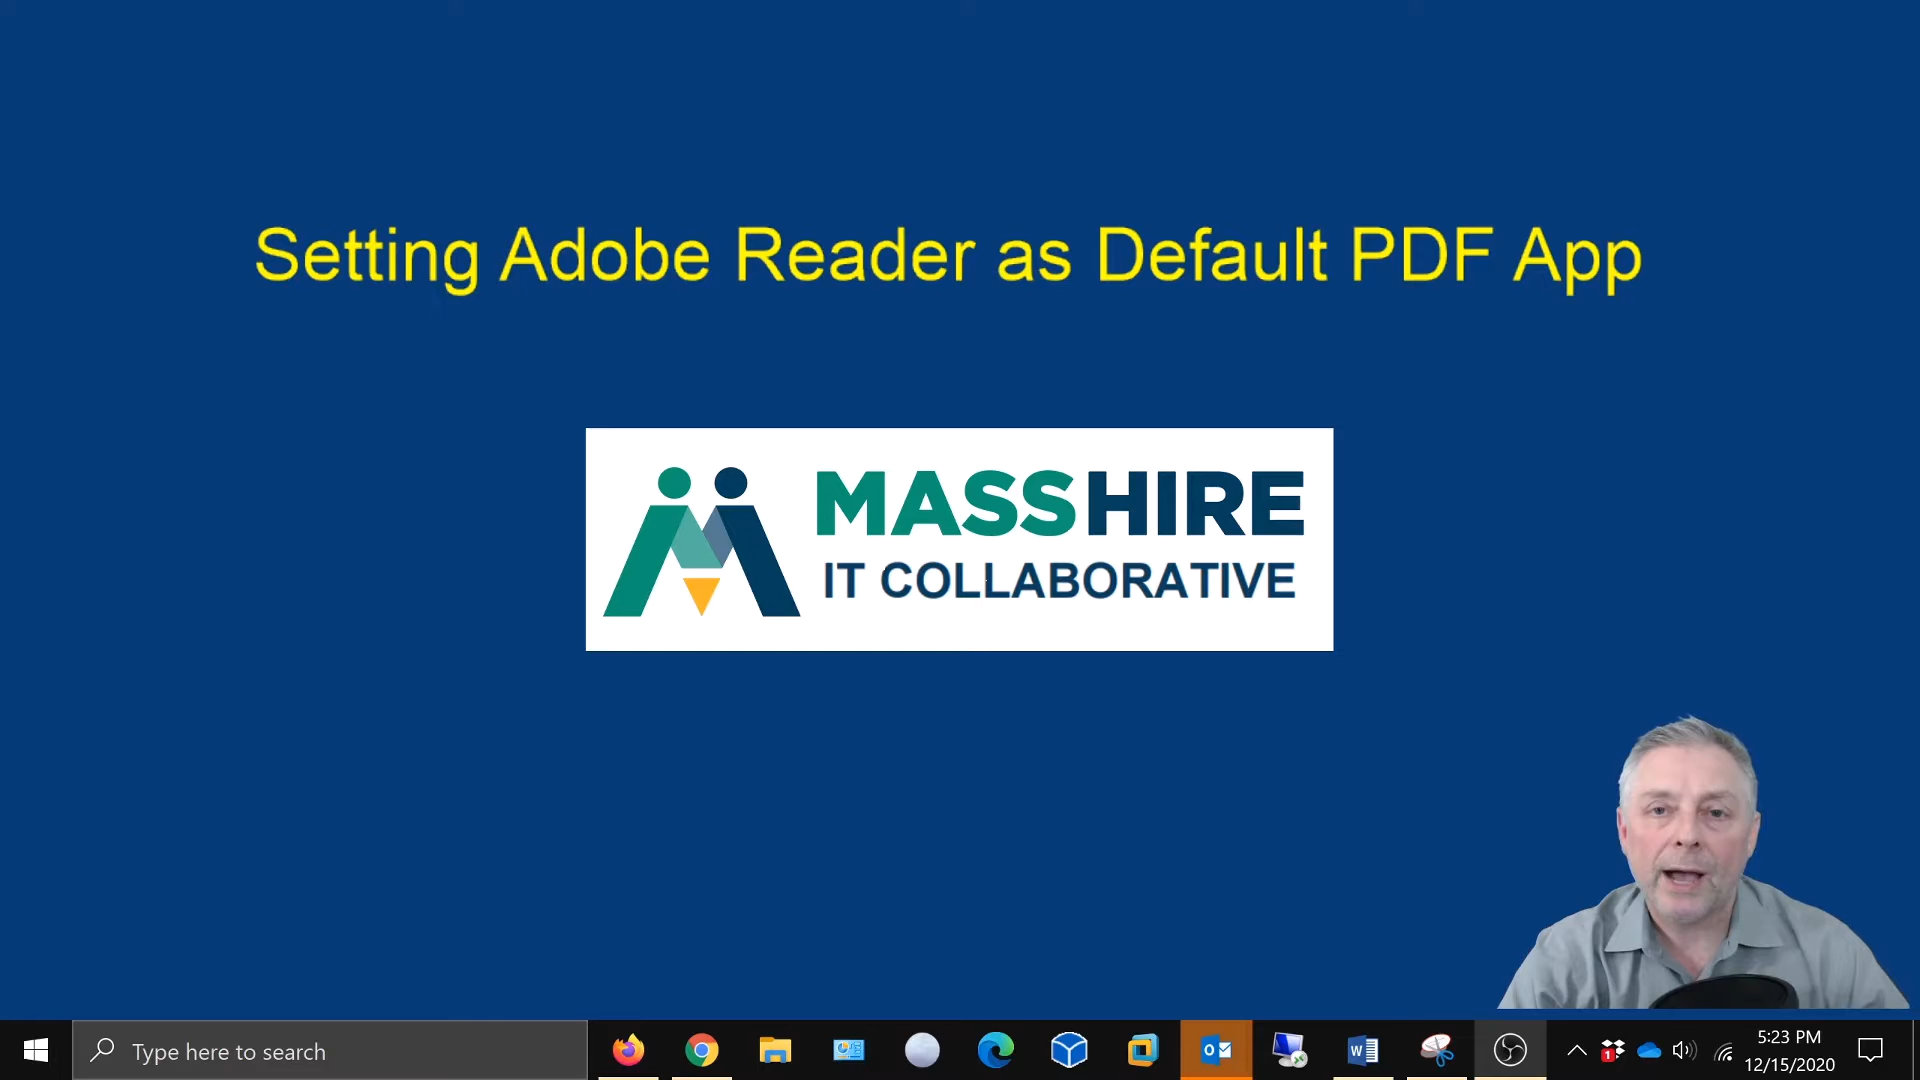 Setting Adobe Reader as Default PDF App
MASSHIRE
IT COLLABORATIVE
Type here to search
5:23 PM
12/15/2020